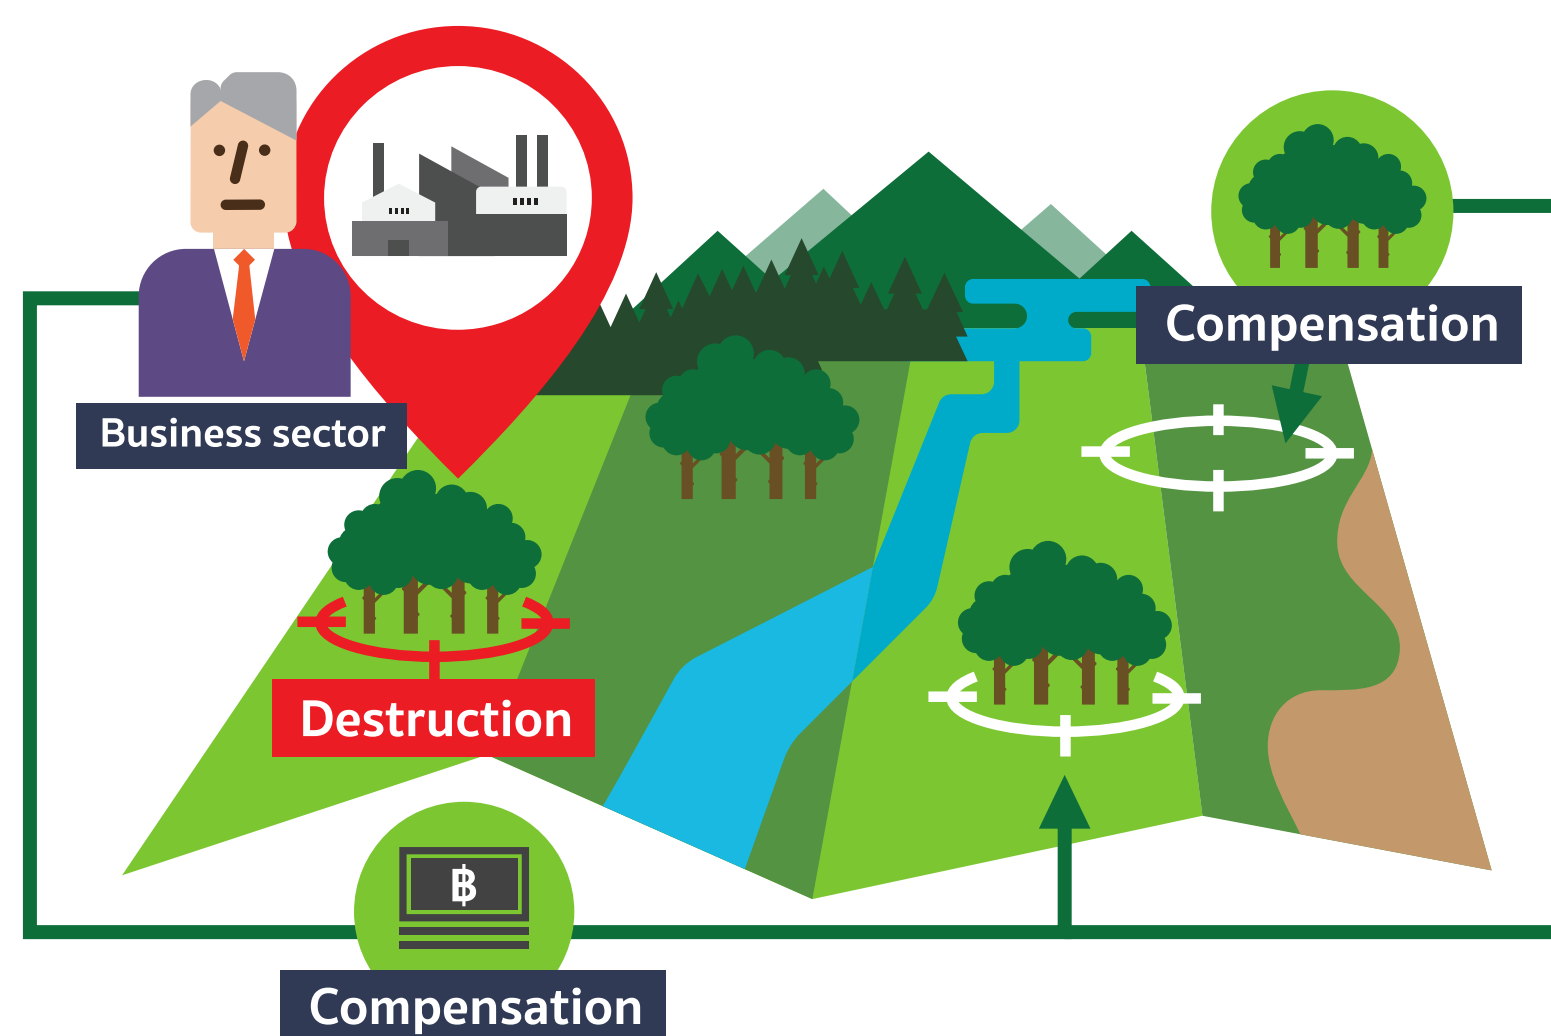 Business sector
Compensation
Destruction
฿
Compensation